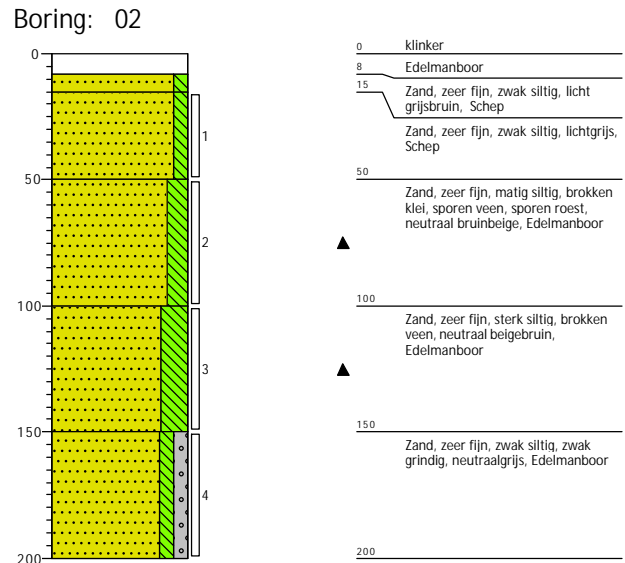 Boring: 02
0
50
100
150
200
1
2
3
4
0 klinker
8 Edelmanboor
15 Zand, zeer fijn, zwak siltig, licht
grijsbruin, Schep
Zand, zeer fijn, zwak siltig, lichtgrijs,
Schep
50
Zand, zeer fijn, matig siltig, brokken
klei, sporen veen, sporen roest,
neutraal bruinbeige, Edelmanboor
100
Zand, zeer fijn, sterk siltig, brokken
veen, neutraal beigebruin,
Edelmanboor
150
Zand, zeer fijn, zwak siltig, zwak
grindig, neutraalgrijs, Edelmanboor
200